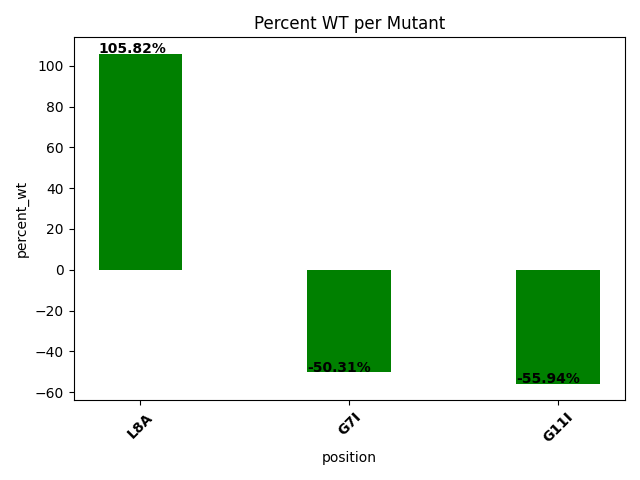 Percent WT per Mutant
105.82%
100
80
60
40
20
0
-20
-40
-60
-50.31%
-55.94%
percent_wt
L8A
G7I
G11I
position